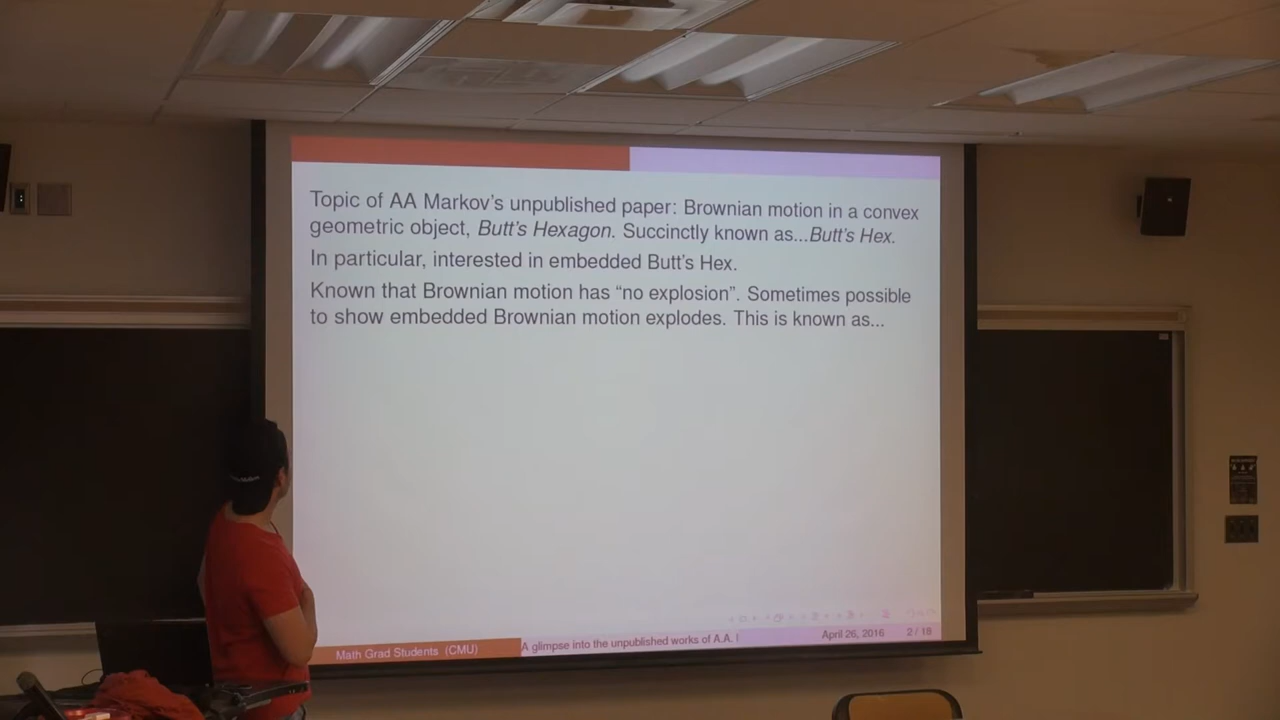 Topic of AA Markov's unpublished paper: Brownian motion in a convex
geometric object, Butt's Hexagon. Succinctly known as...Butt's Hex.
In particular, interested in embedded Butt's Hex.
Known that Brownian motion has “no explosion”. Sometimes possible
to show embedded Brownian motion explodes. This is known as...
Math Grad Students (CMU)
A glimpse into the unpublished works of A.A. I
April 26, 2016
2 / 18